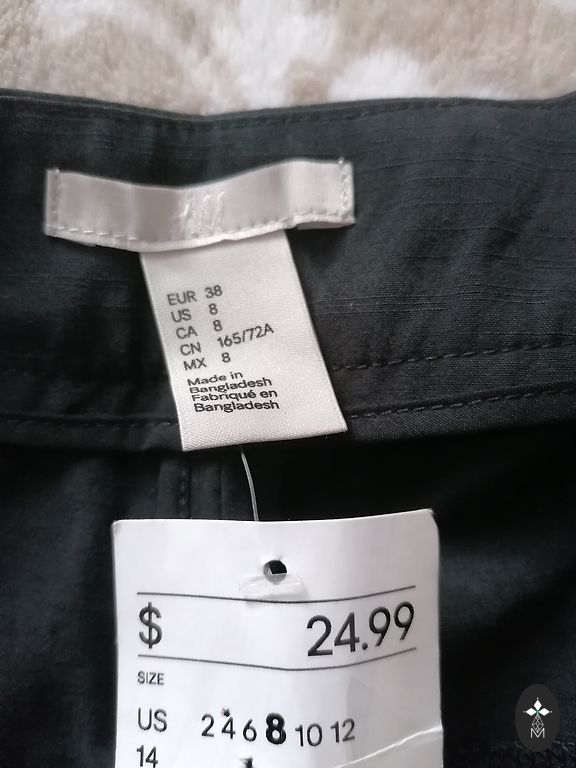 H&M
EUR 38
US 8
CA 8
CN 165/72A
MX 8
Made in
Bangladesh
Fabriqué en
Bangladesh
$ 24.99
SIZE
US 2 4 6 8 10 12
14
M